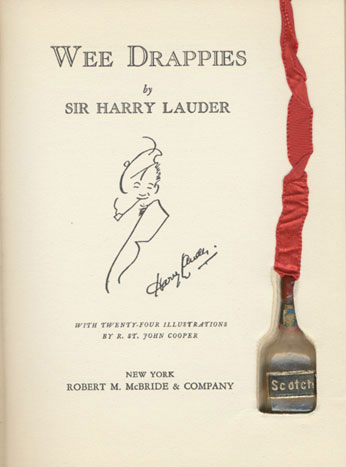 WEE DRAPPIES
by
SIR HARRY LAUDER
Harry Lauder.
WITH TWENTY-FOUR ILLUSTRATIONS
BY R. ST. JOHN COOPER
NEW YORK
ROBERT M. McBRIDE & COMPANY
Scotch